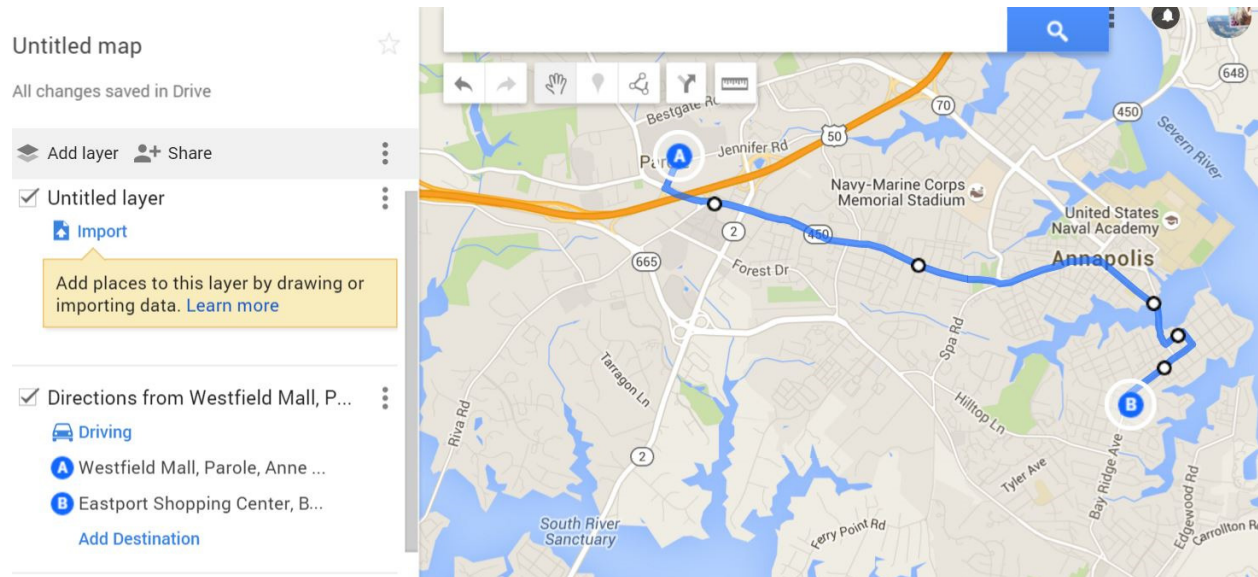 Untitled map
All changes saved in Drive
Add layer
Share
Untitled layer
Import
Add places to this layer by drawing or
importing data. Learn more
Directions from Westfield Mall, P...
Driving
A Westfield Mall, Parole, Anne ...
B Eastport Shopping Center, B...
Add Destination
648
70
450
50
Severn River
Bestgate
A
Jennifer Rd
Navy-Marine Corps
Memorial Stadium
United States
Naval Academy
2
450
Annapolis
665
Forest Dr
Spa Rd
Tarragon Ln
B
Hilltop Ln
Riva Rd
2
Tyler Ave
Bay Ridge Ave
Edgewood Rd
South River
Sanctuary
Ferry Point Rd
Carrollton